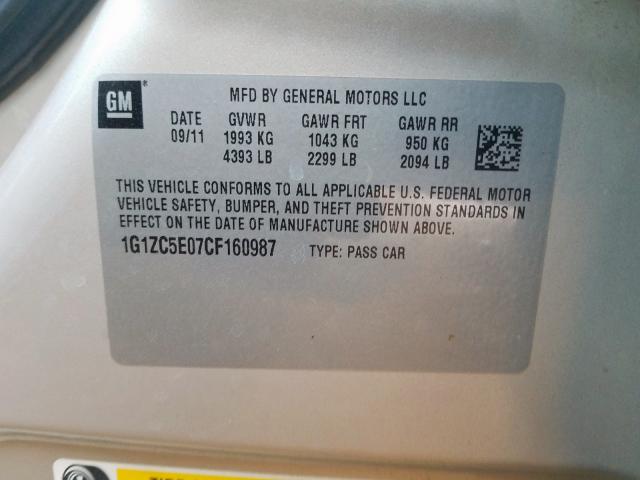 GM
MFD BY GENERAL MOTORS LLC
DATE GVWR GAWR FRT GAWR RR
09/11 1993 KG 1043 KG 950 KG
4393 LB 2299 LB 2094 LB
THIS VEHICLE CONFORMS TO ALL APPLICABLE U.S. FEDERAL MOTOR
VEHICLE SAFETY, BUMPER, AND THEFT PREVENTION STANDARDS IN
EFFECT ON THE DATE OF MANUFACTURE SHOWN ABOVE.
1G1ZC5E07CF160987 TYPE: PASS CAR